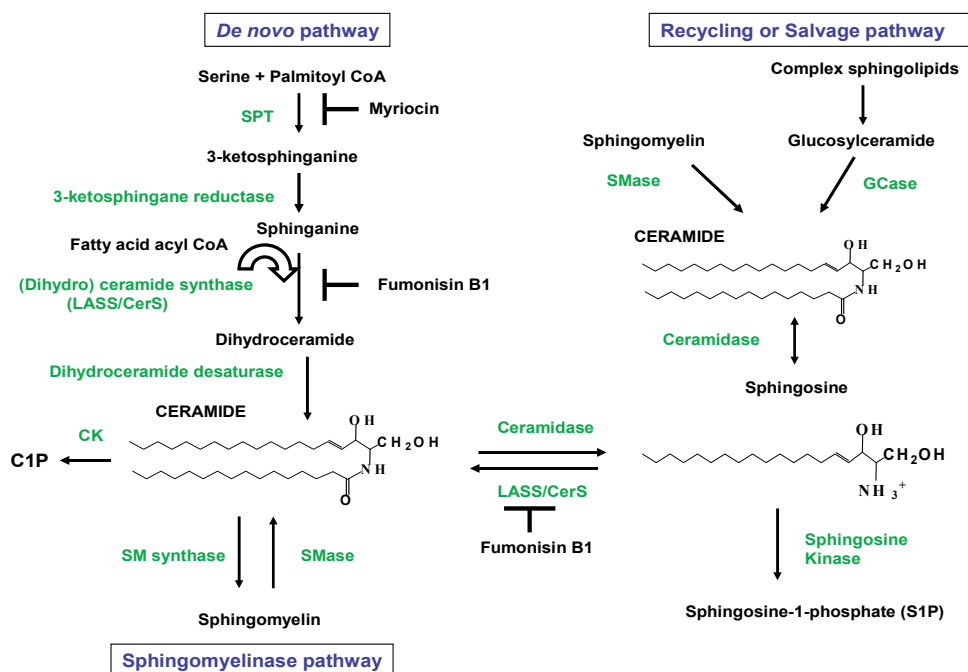 De novo pathway
Serine + Palmitoyl CoA
SPT
Myriocin
3-ketosphinganine
3-ketosphingane reductase
Sphinganine
Fatty acid acyl CoA
(Dihydro) ceramide synthase
(LASS/CerS)
Fumonisin B1
Dihydroceramide
Dihydroceramide desaturase
CERAMIDE
OH
CH2OH
N
H
O
CK
C1P
SM synthase
SMase
Sphingomyelin
Sphingomyelinase pathway
Ceramidase
LASS/CerS
Fumonisin B1
Recycling or Salvage pathway
Complex sphingolipids
Sphingomyelin
Glucosylceramide
SMase
GCase
CERAMIDE
OH
CH2OH
N
H
O
Ceramidase
Sphingosine
OH
CH2OH
NH3+
Sphingosine
Kinase
Sphingosine-1-phosphate (S1P)